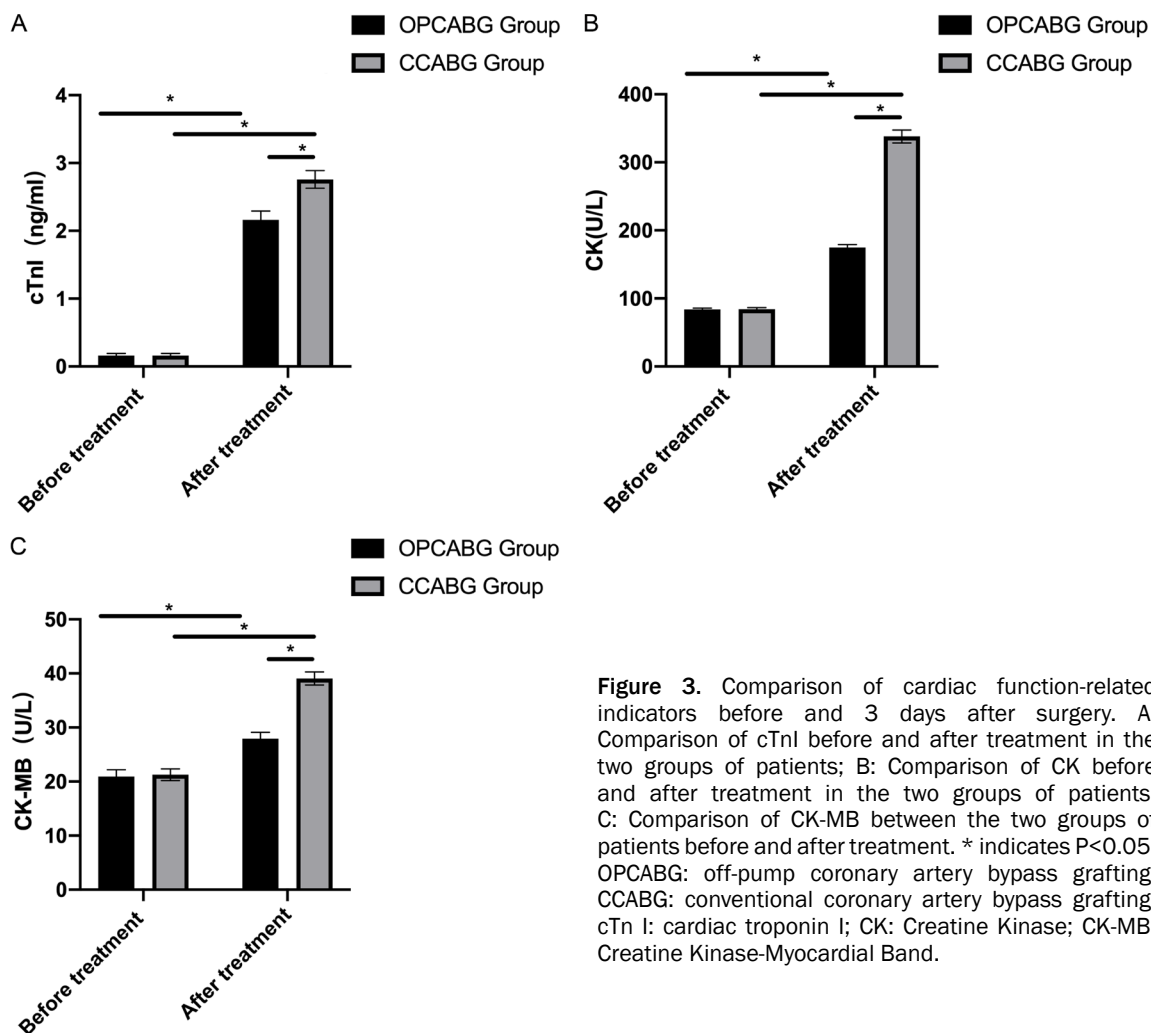 A
OPCABG Group
CCABG Group
cTnI (ng/ml)
4
3
2
1
0
*
*
*
Before treatment
After treatment
B
OPCABG Group
CCABG Group
CK(U/L)
400
300
200
100
0
*
*
*
Before treatment
After treatment
C
OPCABG Group
CCABG Group
CK-MB (U/L)
50
40
30
20
10
0
*
*
*
Before treatment
After treatment
Figure 3. Comparison of cardiac function-related
indicators before and 3 days after surgery. A
Comparison of cTnI before and after treatment in the
two groups of patients; B: Comparison of CK before
and after treatment in the two groups of patients
C: Comparison of CK-MB between the two groups of
patients before and after treatment. * indicates P<0.05
OPCABG: off-pump coronary artery bypass grafting
CCABG: conventional coronary artery bypass grafting
cTn I: cardiac troponin I; CK: Creatine Kinase; CK-MB
Creatine Kinase-Myocardial Band.